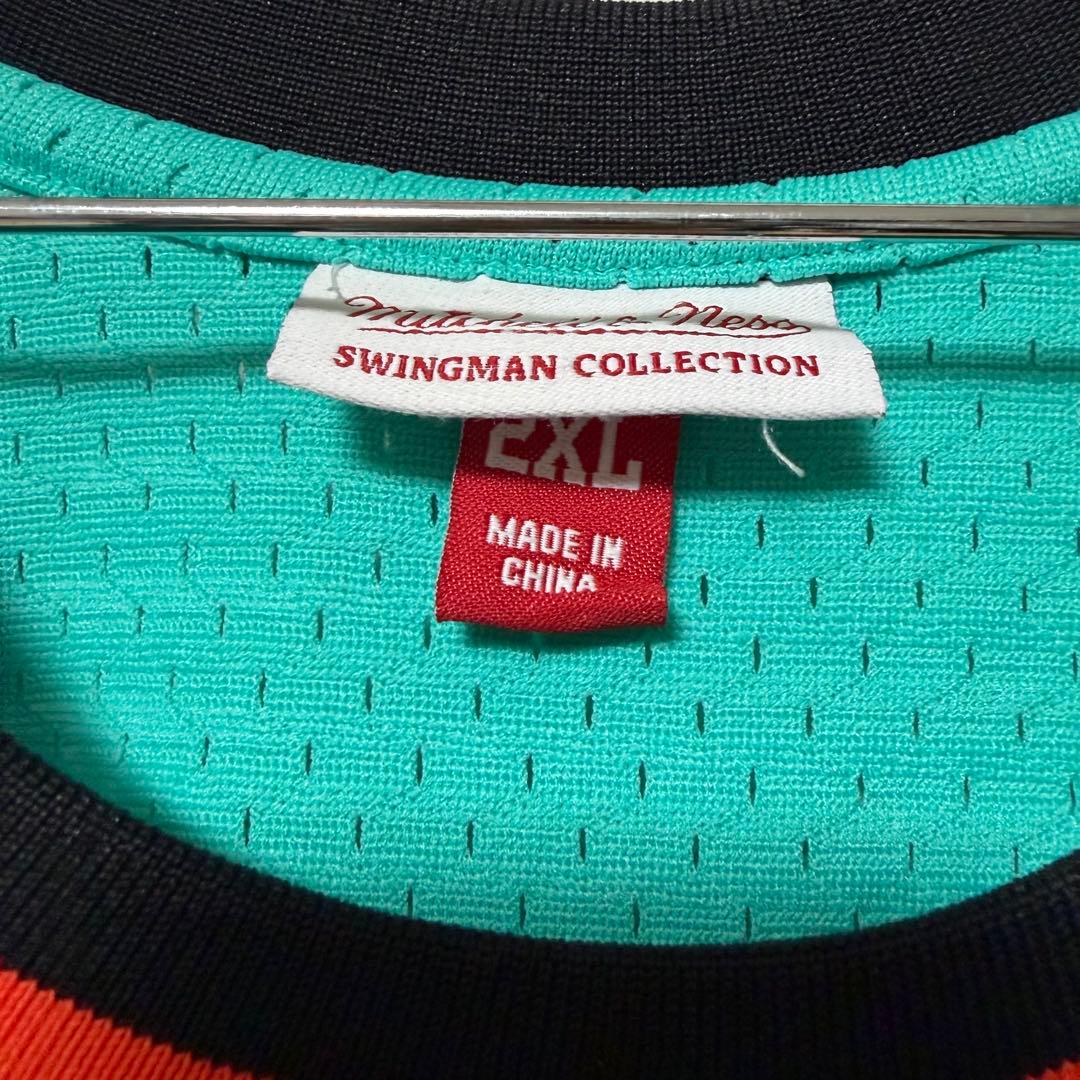 Mitchell & Ness
SWINGMAN COLLECTION
2XL
MADE IN
CHINA